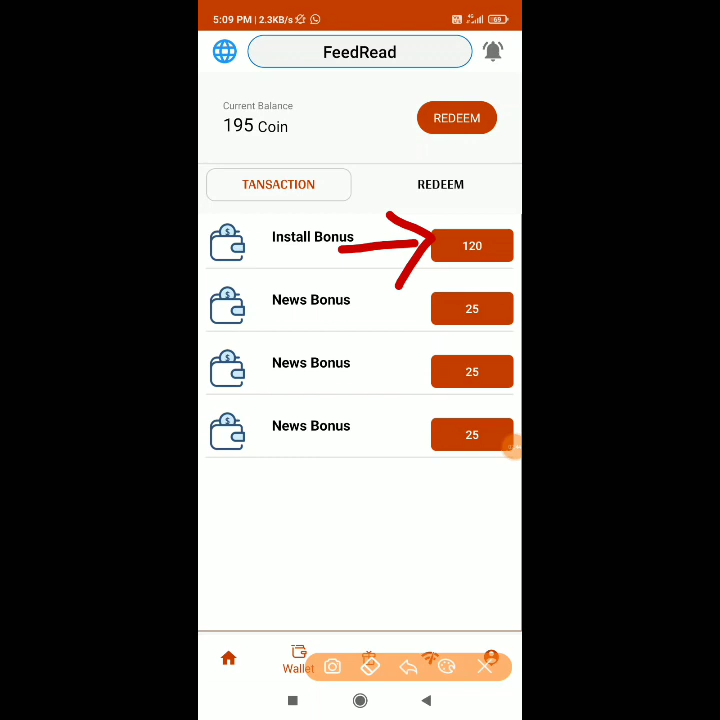 5:09 PM | 2.3KB/s
69
FeedRead
Current Balance
195 Coin
REDEEM
TANSACTION
REDEEM
Install Bonus
120
News Bonus
25
News Bonus
25
News Bonus
25
Wallet